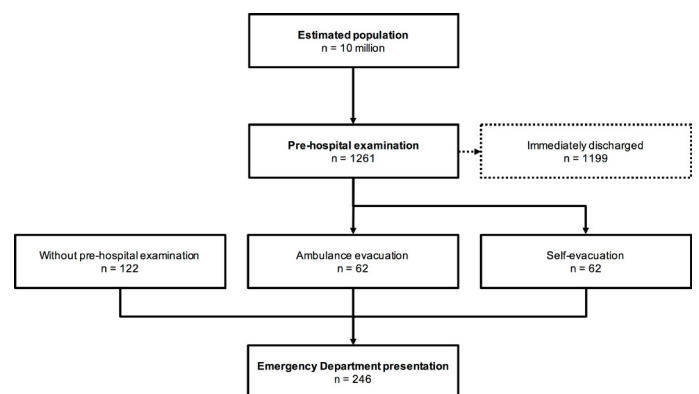 Estimated population
n = 10 million
Pre-hospital examination
n = 1261
Immediately discharged
n = 1199
Without pre-hospital examination
n = 122
Ambulance evacuation
n = 62
Self-evacuation
n = 62
Emergency Department presentation
n = 246